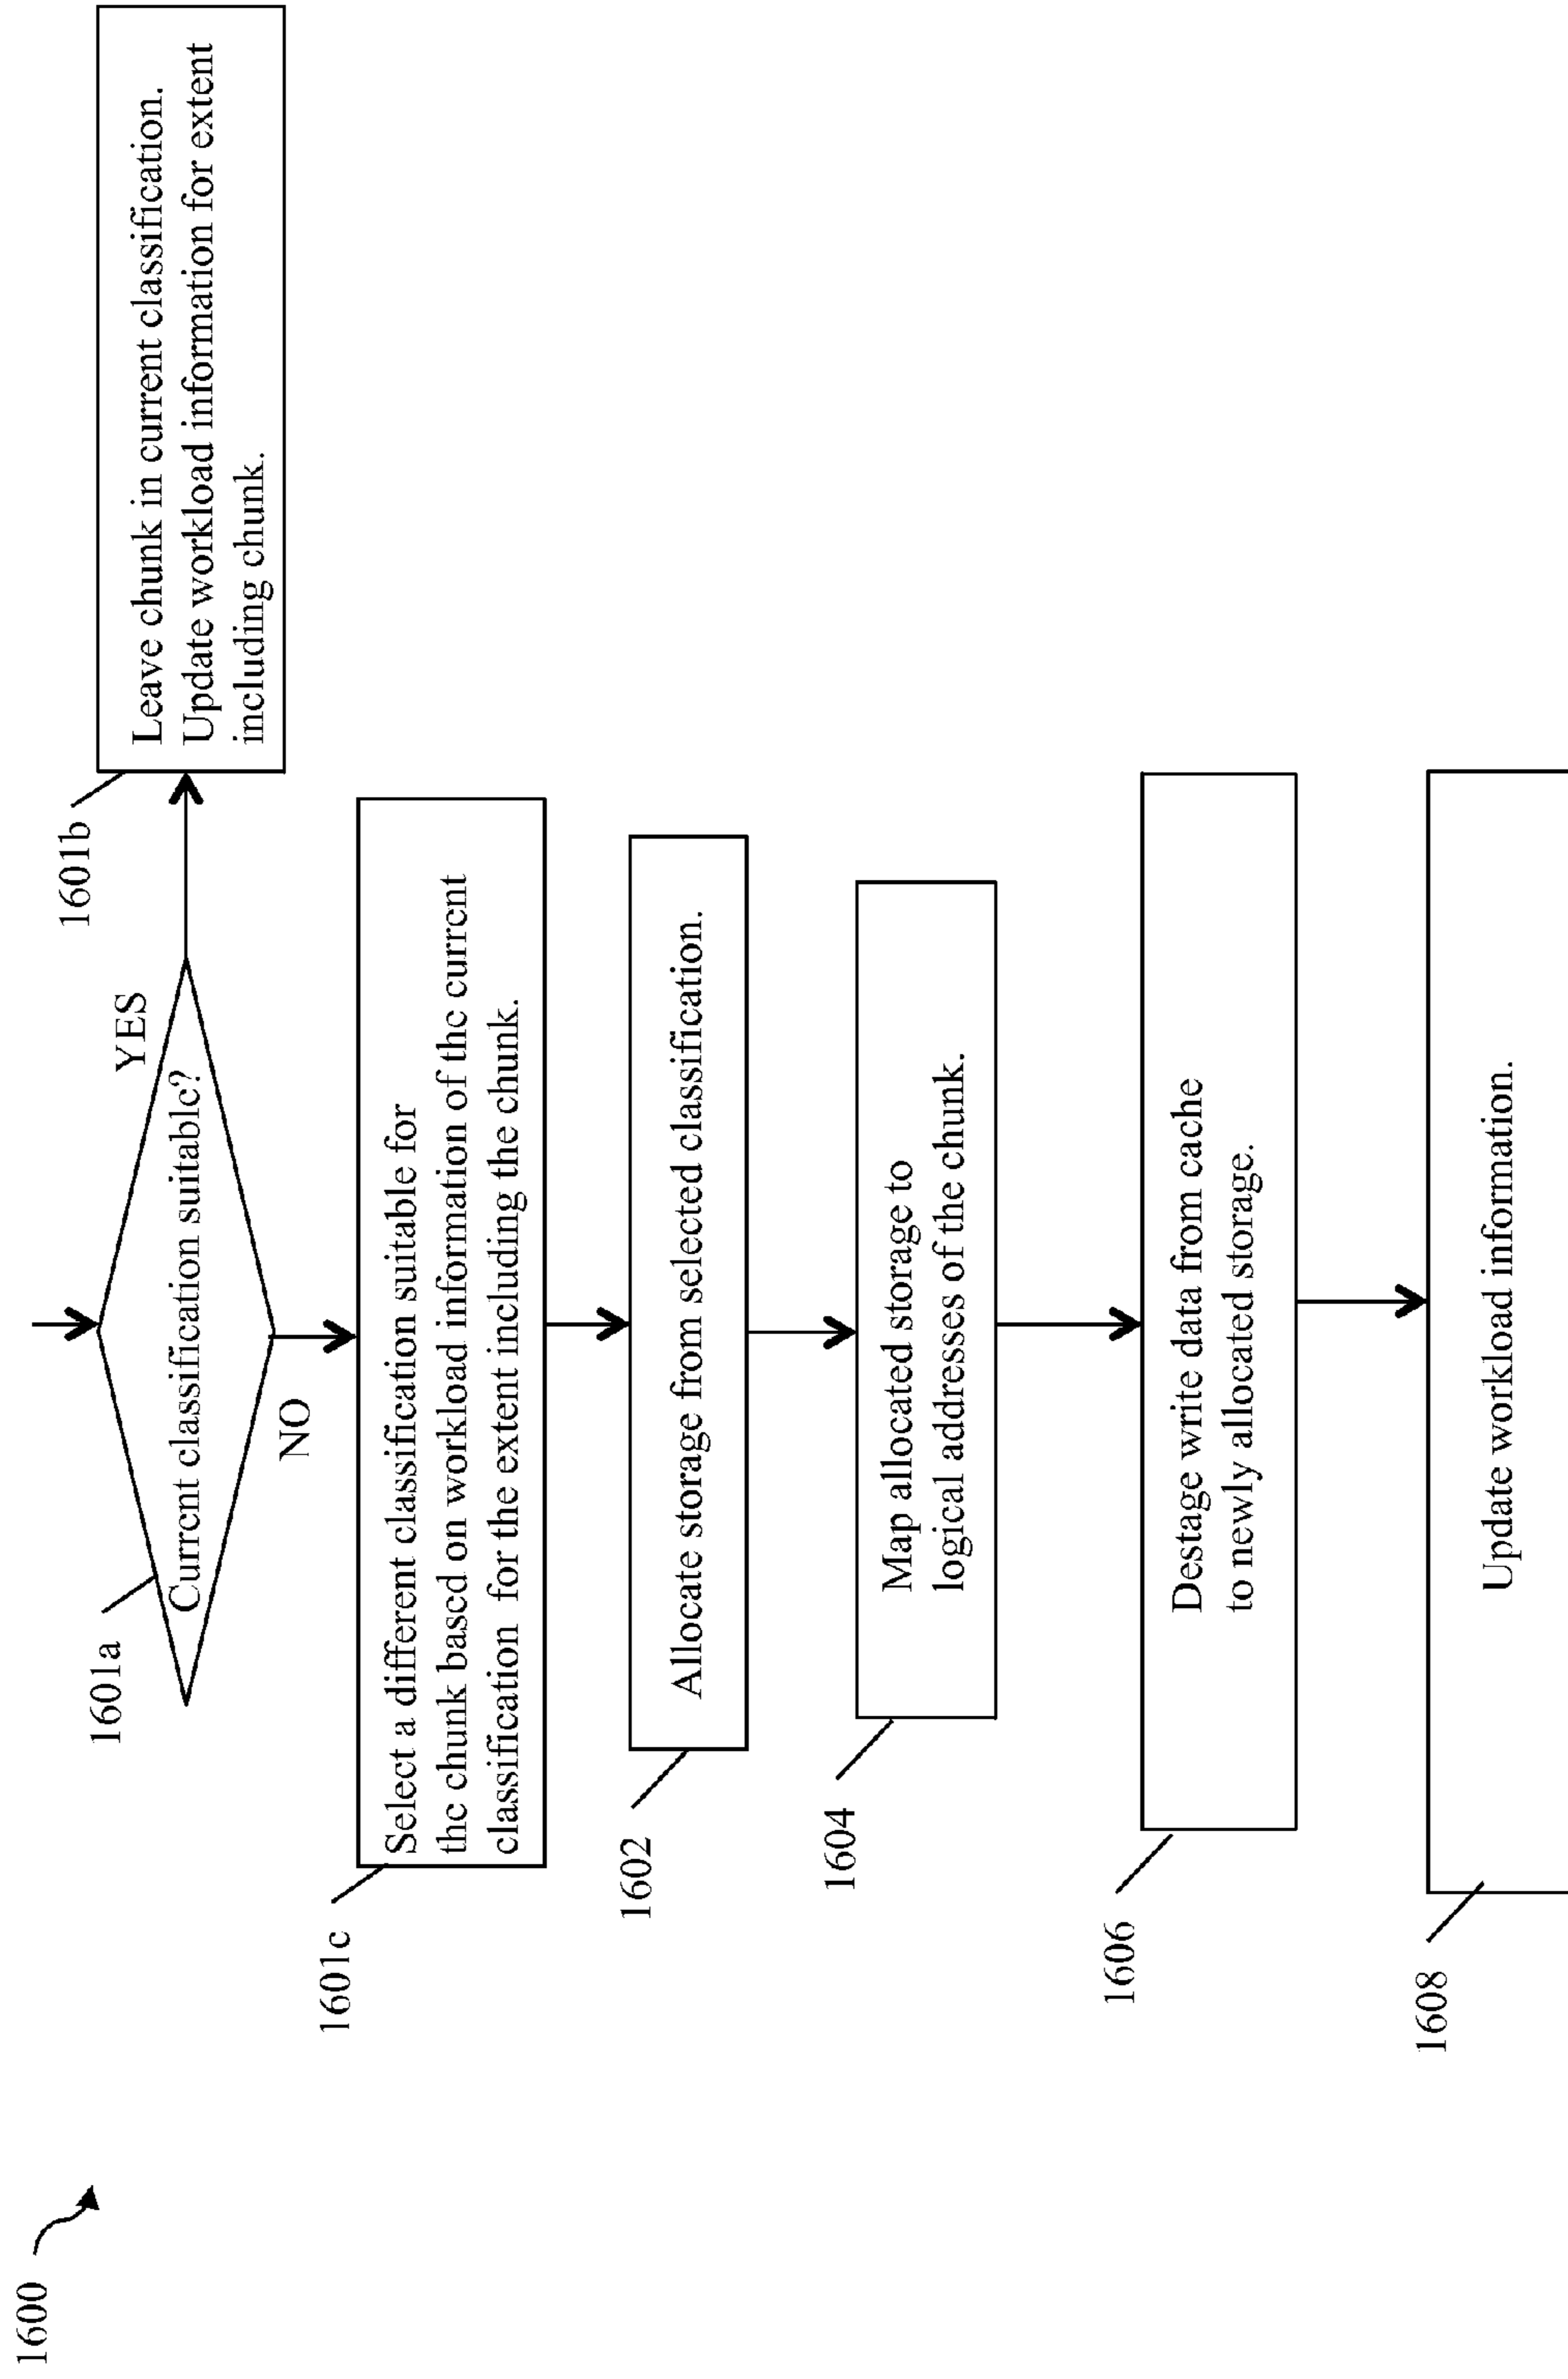 1600
1601a
Current classification suitable?
YES
NO
1601b
Leave chunk in current classification.
Update workload information for extent
including chunk.
1601c
Select a different classification suitable for
the chunk based on workload information of the current
classification for the extent including the chunk.
1602
Allocate storage from selected classification.
1604
Map allocated storage to
logical addresses of the chunk.
1606
Destage write data from cache
to newly allocated storage.
1608
Update workload information.